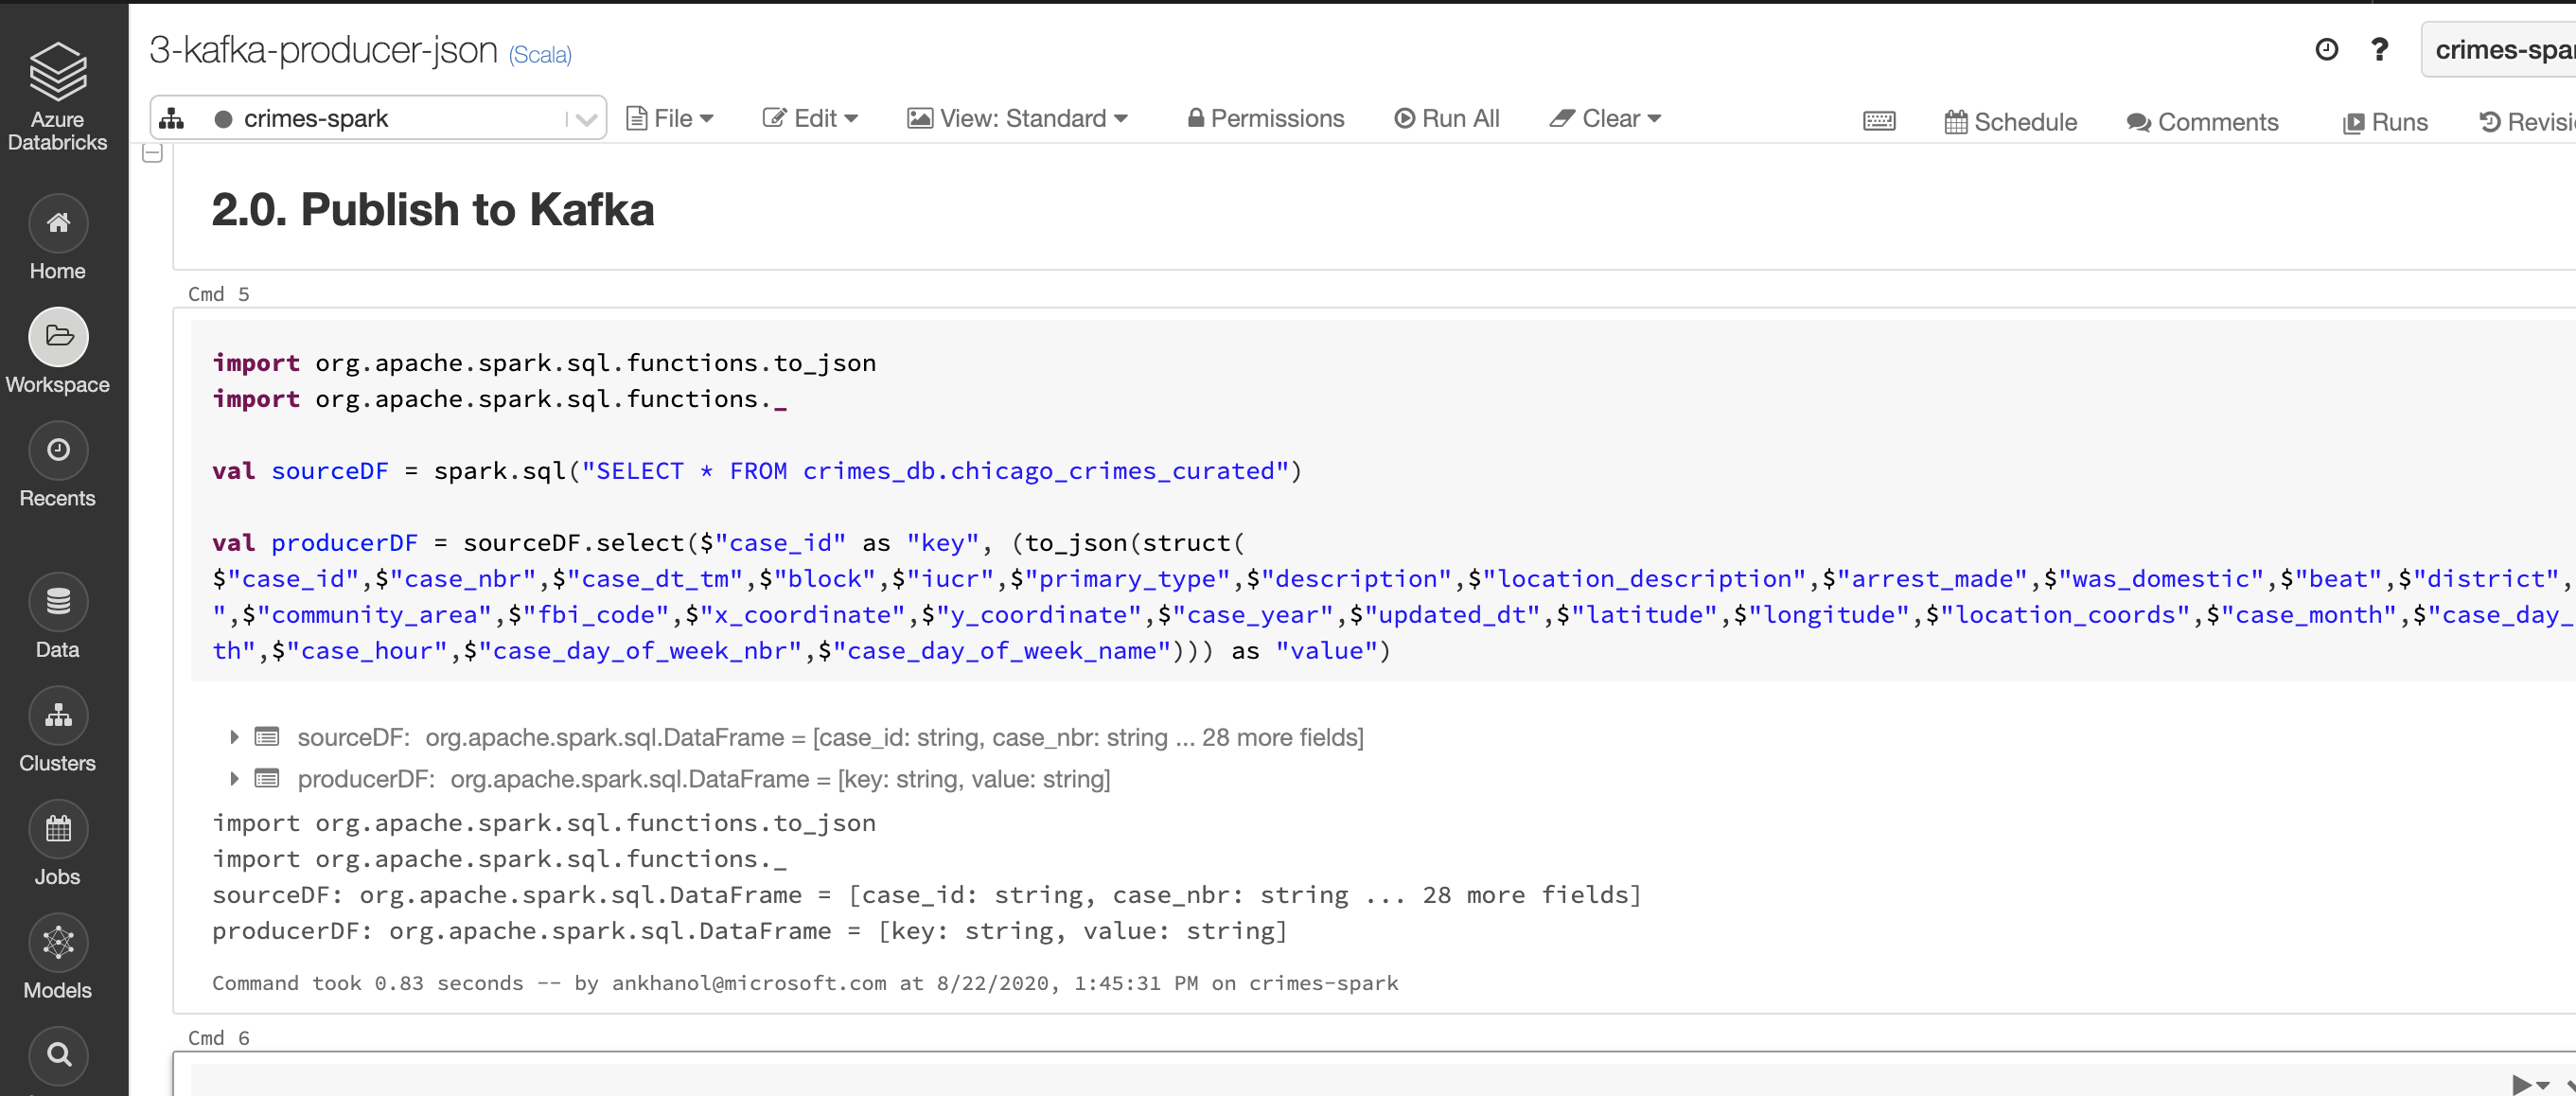 3-kafka-producer-json (Scala)
crimes-spar
Azure
Databricks
crimes-spark
File
Edit
View: Standard
Permissions
Run All
Clear
Schedule
Comments
Runs
Revisi
Home
Workspace
Recents
Data
Clusters
Jobs
Models
2.0. Publish to Kafka
Cmd 5
import org.apache.spark.sql.functions.to_json
import org.apache.spark.sql.functions._
val sourceDF = spark.sql("SELECT * FROM crimes_db.chicago_crimes_curated")
val producerDF = sourceDF.select($"case_id" as "key", (to_json(struct(
$"case_id",$"case_nbr",$"case_dt_tm",$"block",$"iucr",$"primary_type",$"description",$"location_description",$"arrest_made",$"was_domestic",$"beat",$"district",
",$"community_area",$"fbi_code",$"x_coordinate",$"y_coordinate",$"case_year",$"updated_dt",$"latitude",$"longitude",$"location_coords",$"case_month",$"case_day_
th",$"case_hour",$"case_day_of_week_nbr",$"case_day_of_week_name"))) as "value")
sourceDF: org.apache.spark.sql.DataFrame = [case_id: string, case_nbr: string ... 28 more fields]
producerDF: org.apache.spark.sql.DataFrame = [key: string, value: string]
import org.apache.spark.sql.functions.to_json
import org.apache.spark.sql.functions._
sourceDF: org.apache.spark.sql.DataFrame = [case_id: string, case_nbr: string ... 28 more fields]
producerDF: org.apache.spark.sql.DataFrame = [key: string, value: string]
Command took 0.83 seconds -- by ankhanol@microsoft.com at 8/22/2020, 1:45:31 PM on crimes-spark
Cmd 6